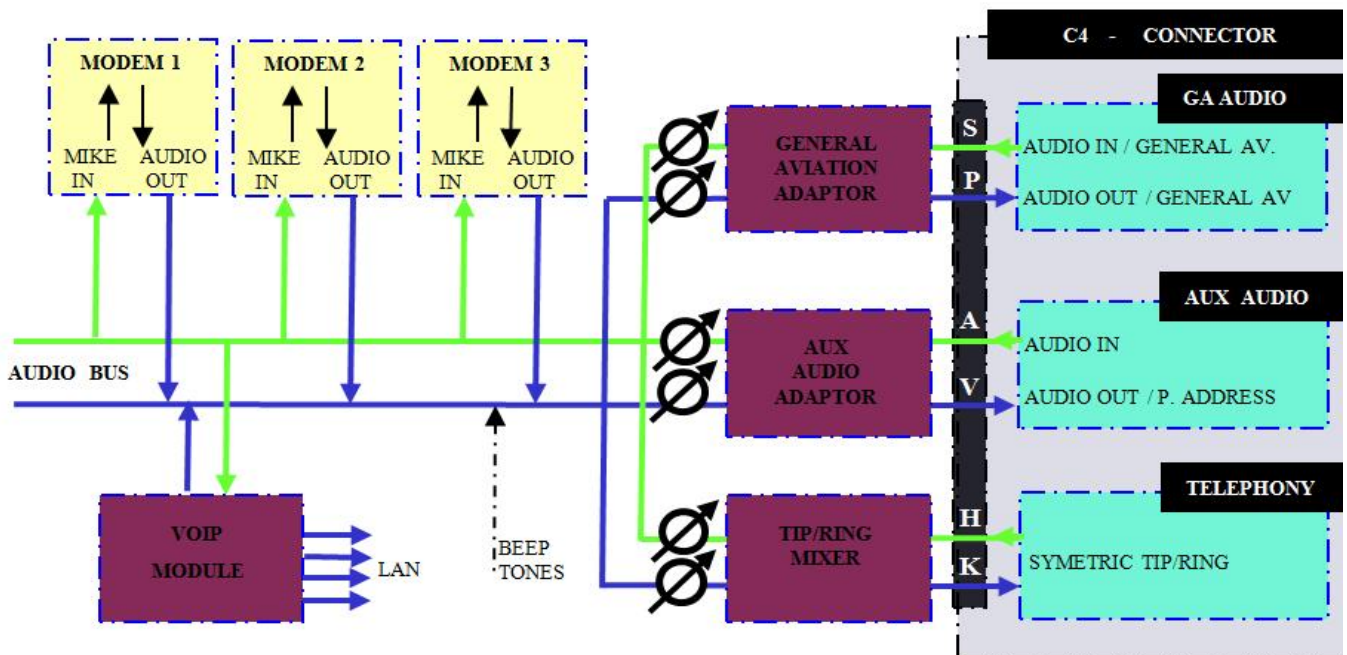 C4 - CONNECTOR
MODEM 1
MIKE IN
AUDIO OUT
MODEM 2
MIKE IN
AUDIO OUT
MODEM 3
MIKE IN
AUDIO OUT
GENERAL
AVIATION
ADAPTOR
S
P
GA AUDIO
AUDIO IN / GENERAL AV.
AUDIO OUT / GENERAL AV
AUDIO BUS
AUX
AUDIO
ADAPTOR
A
V
AUX AUDIO
AUDIO IN
AUDIO OUT / P. ADDRESS
VOIP
MODULE
LAN
BEEP
TONES
TIP/RING
MIXER
H
K
TELEPHONY
SYMETRIC TIP/RING